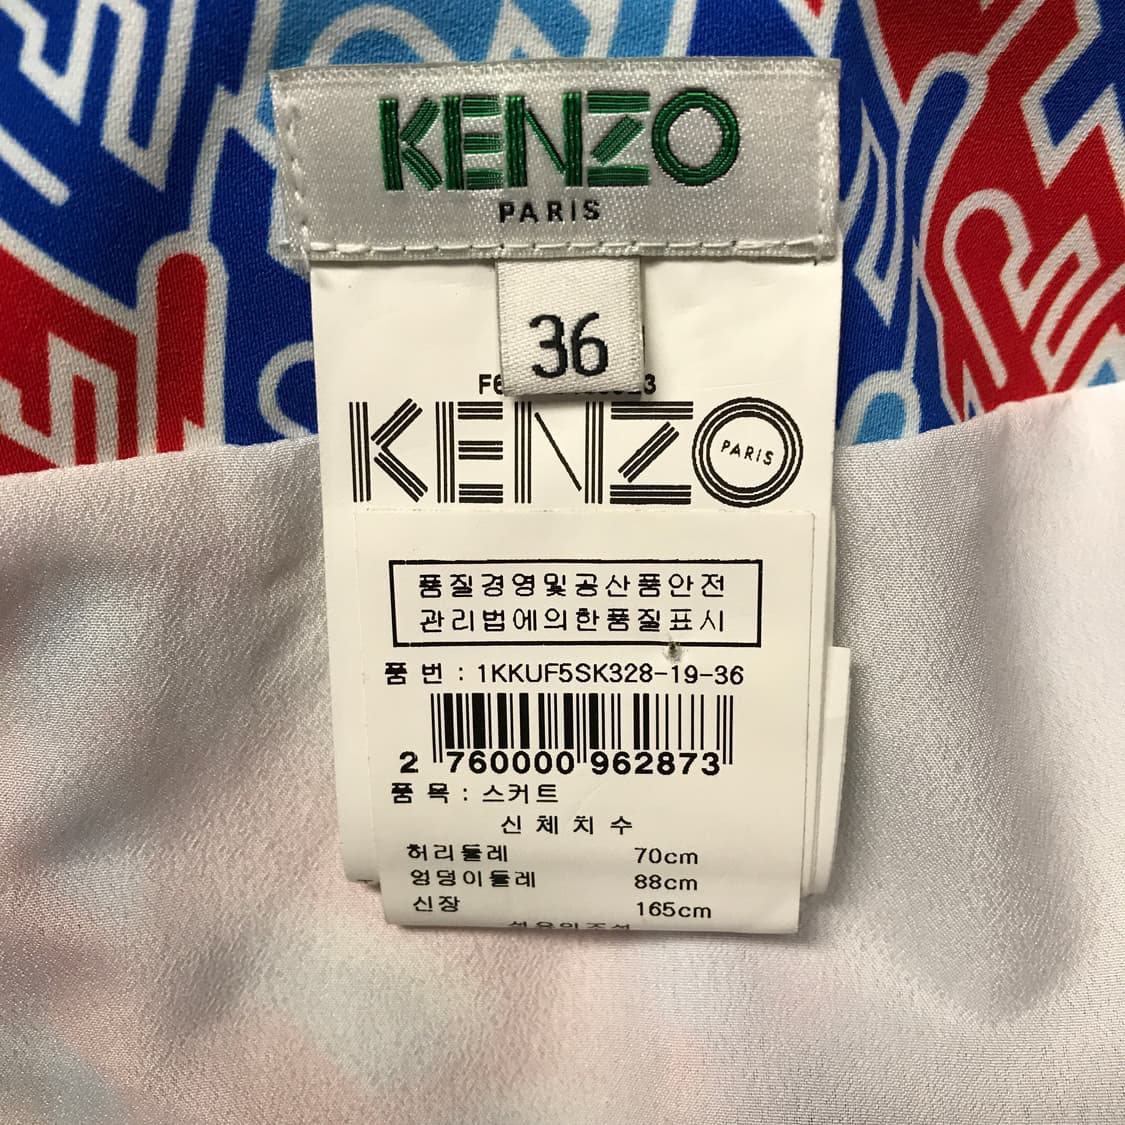 KENZO
PARIS
36
KENZO PARIS
품질경영및공산품안전
관리법에의한품질표시
품 번 : 1KKUF5SK328-19-36
2 760000 962873
품 목 : 스커트
신체치수
허리둘레 70cm
엉덩이둘레 88cm
신장 165cm